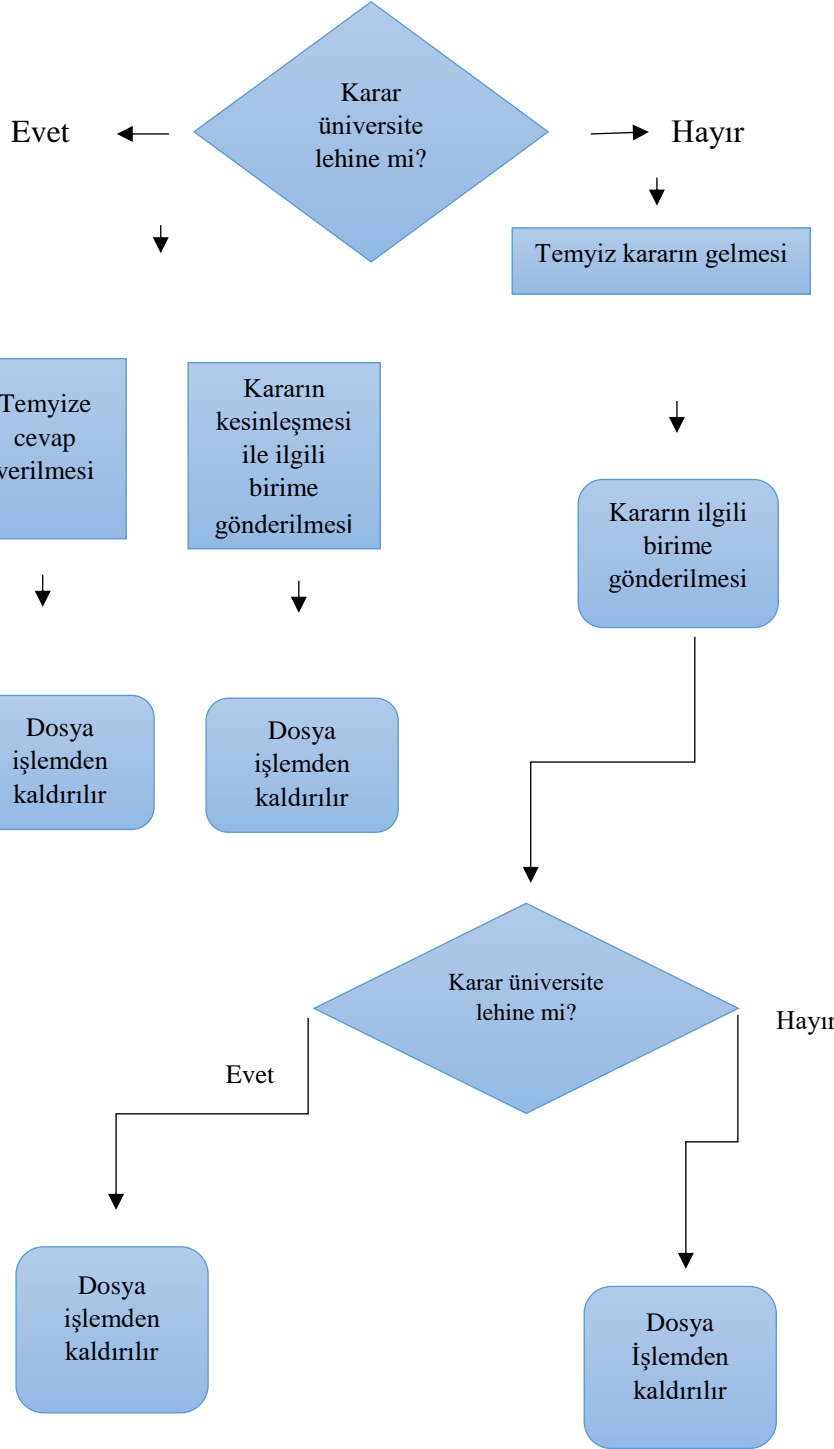 Karar
üniversite
lehine mi?
Evet
Hayır
Temyiz kararın gelmesi
Temyize
cevap
verilmesi
Kararın
kesinleşmesi
ile ilgili
birime
gönderilmesi
Kararın ilgili
birime
gönderilmesi
Dosya
işlemden
kaldırılır
Dosya
işlemden
kaldırılır
Karar üniversite
lehine mi?
Hayır
Evet
Dosya
işlemden
kaldırılır
Dosya
İşlemden
kaldırılır